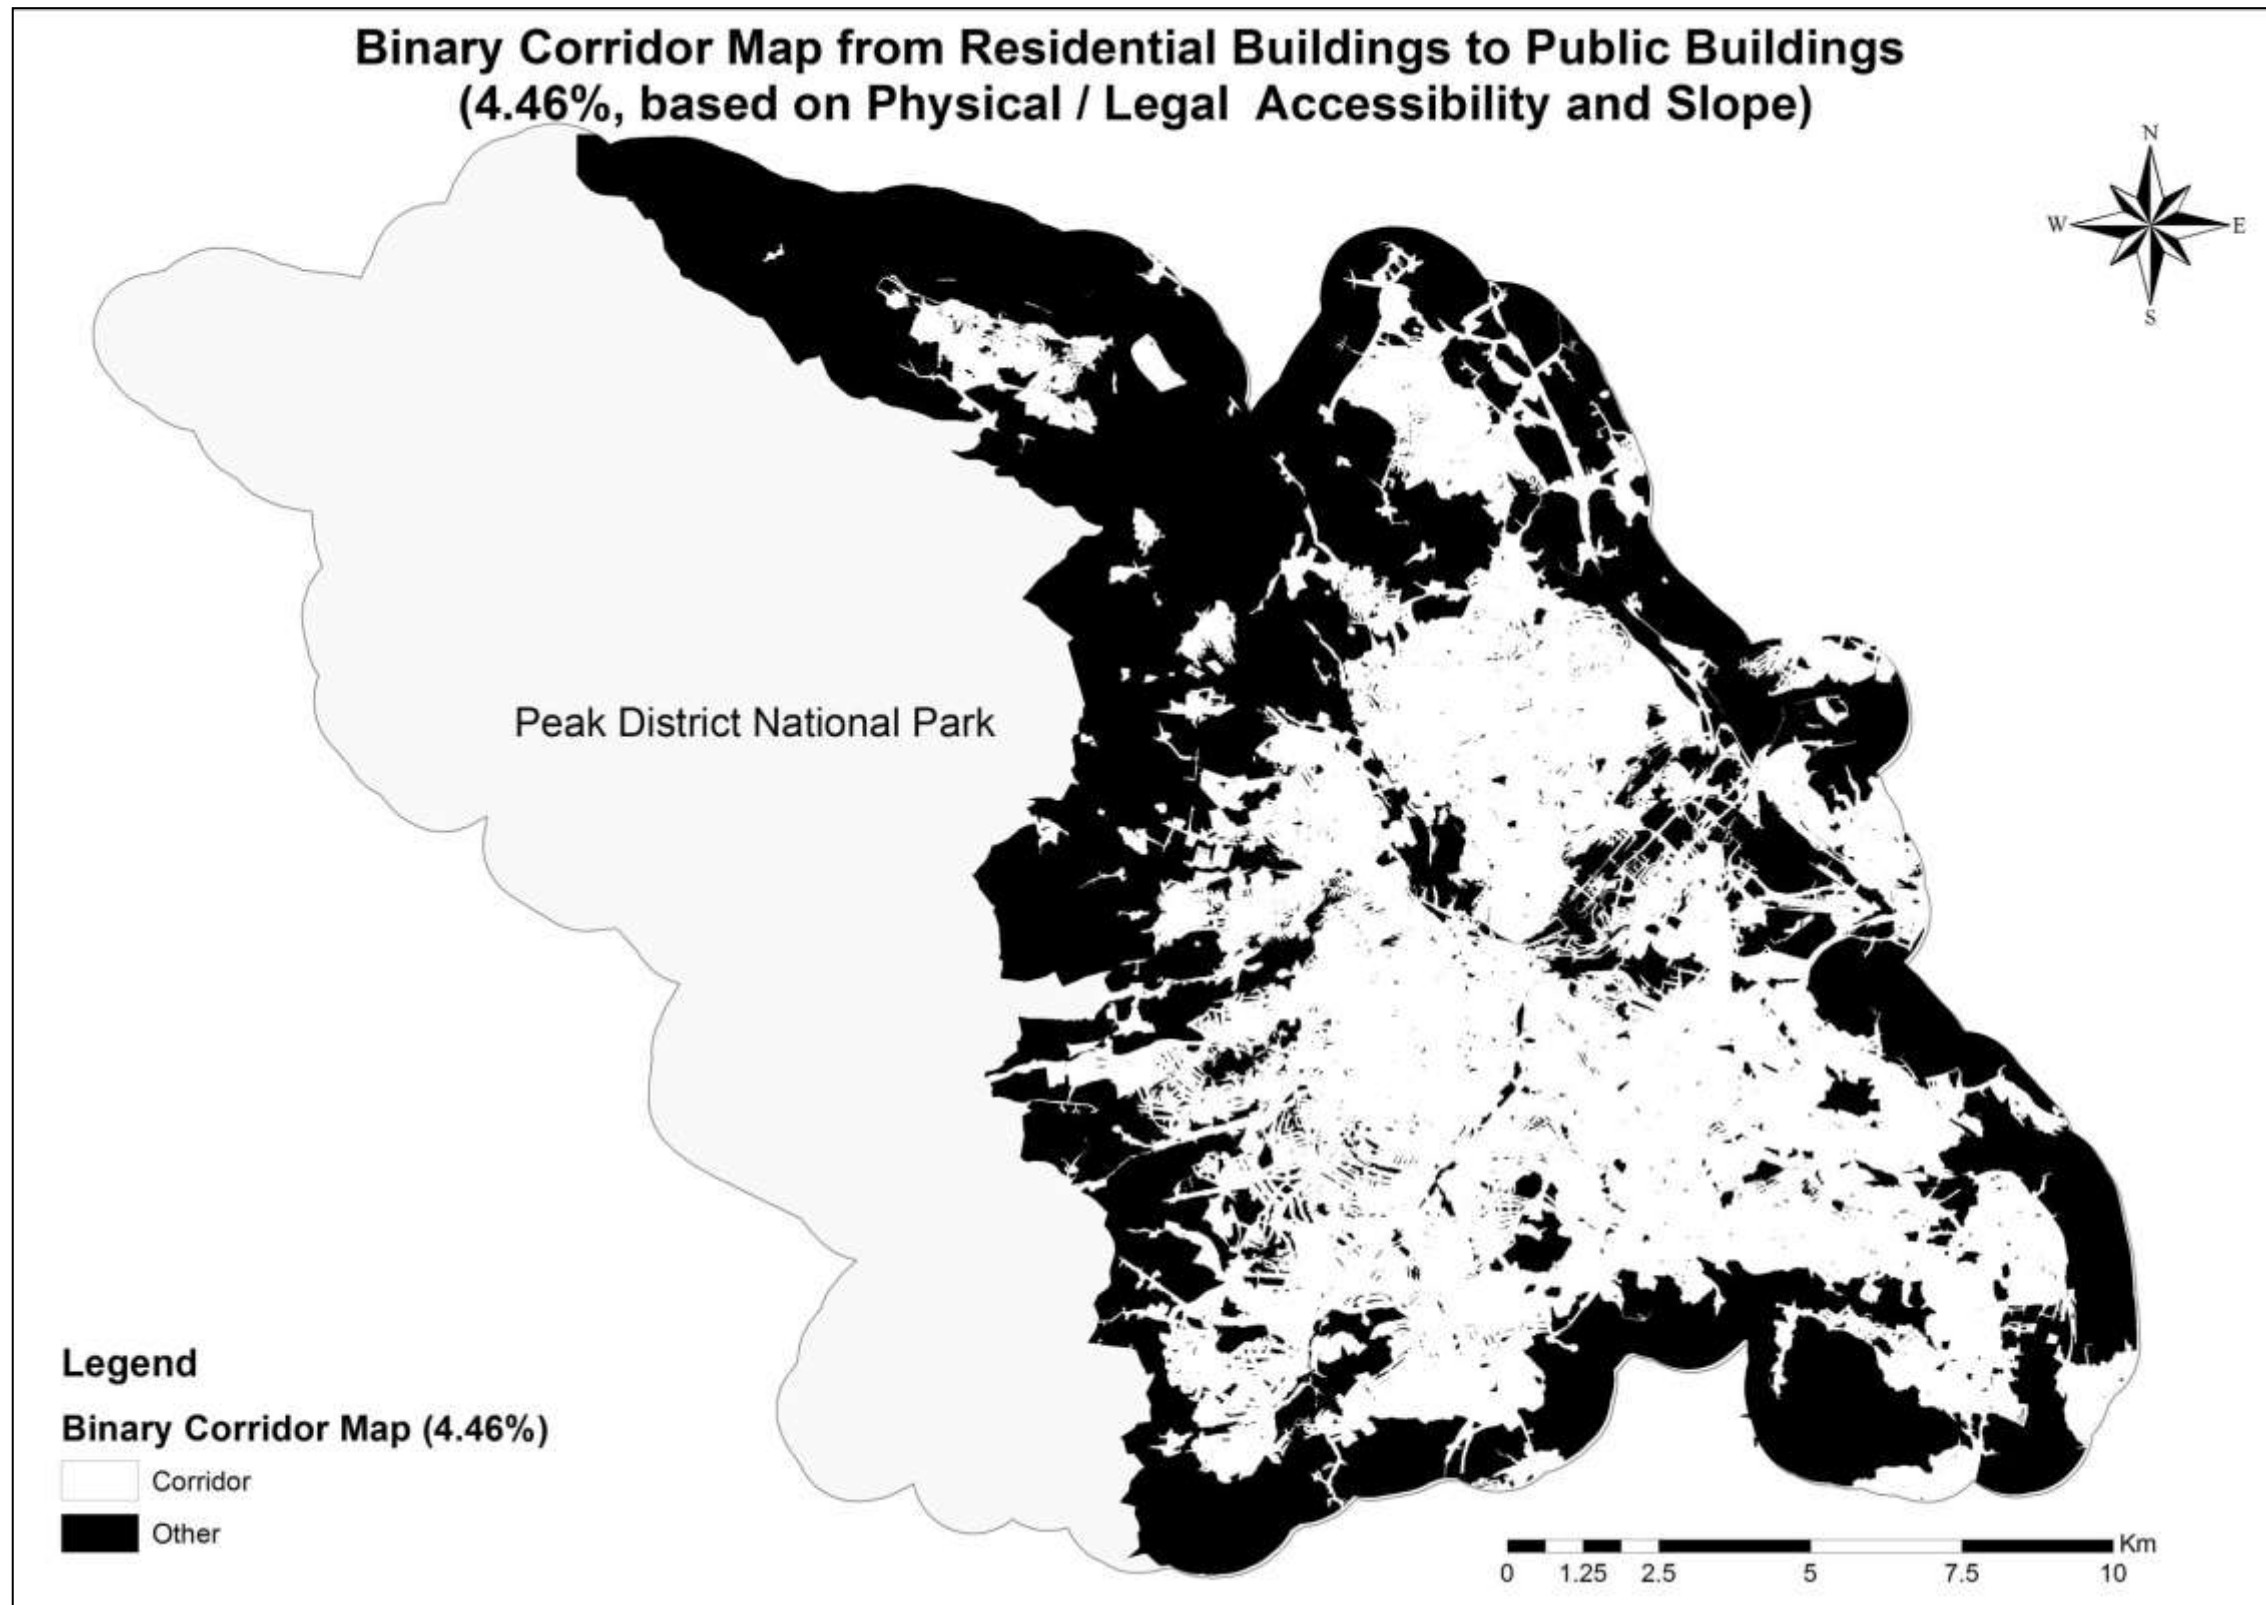 Binary Corridor Map from Residential Buildings to Public Buildings
(4.46%, based on Physical / Legal  Accessibility and Slope)
N
W
E
S
Peak District National Park
Legend
Binary Corridor Map (4.46%)
Corridor
Other
Km
0 1.25 2.5 5 7.5 10